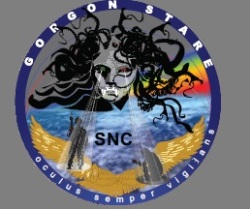 GORGON STARE
SNC
oculus semper vigilans